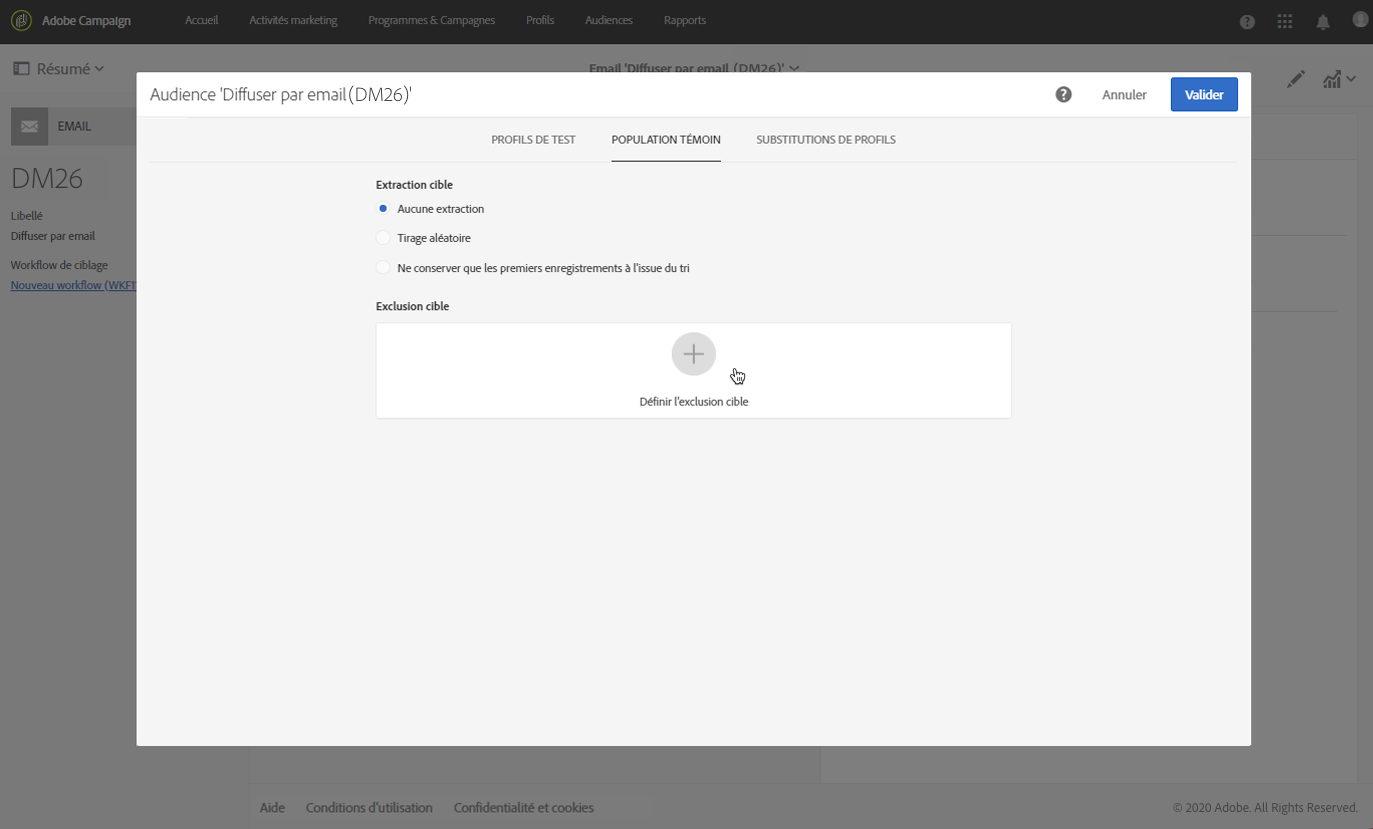 Adobe Campaign
Accueil
Activités marketing
Programmes & Campagnes
Profils
Audiences
Rapports
Résumé
Email 'Diffuser par email (DM26)'
Audience 'Diffuser par email (DM26)'
Annuler
Valider
EMAIL
PROFILS DE TEST
POPULATION TÉMOIN
SUBSTITUTIONS DE PROFILS
DM26
Libellé
Diffuser par email
Workflow de ciblage
Nouveau workflow (WKF1
Extraction cible
Aucune extraction
Tirage aléatoire
Ne conserver que les premiers enregistrements à l'issue du tri
Exclusion cible
Définir l'exclusion cible
Aide
Conditions d'utilisation
Confidentialité et cookies
© 2020 Adobe. All Rights Reserved.